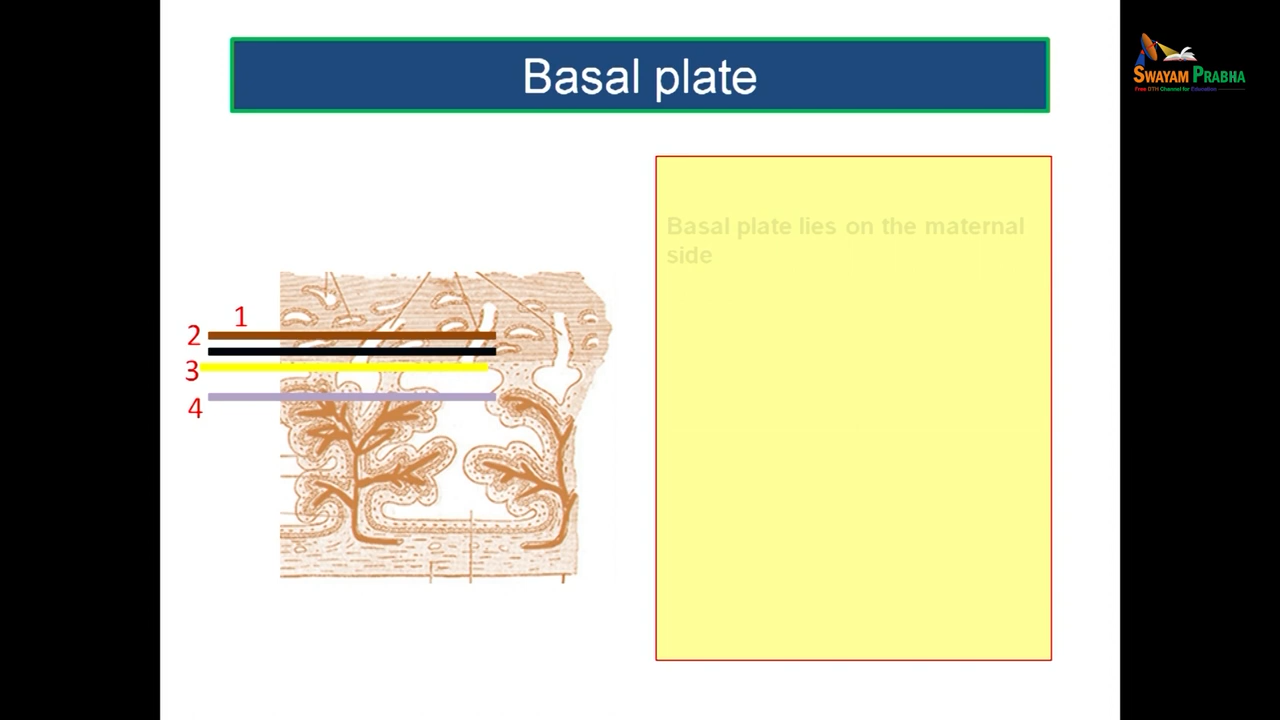 Basal plate
SWAYAM PRABHA
Free DTH Channel for Education
Basal plate lies on the maternal
side
1
2
3
4